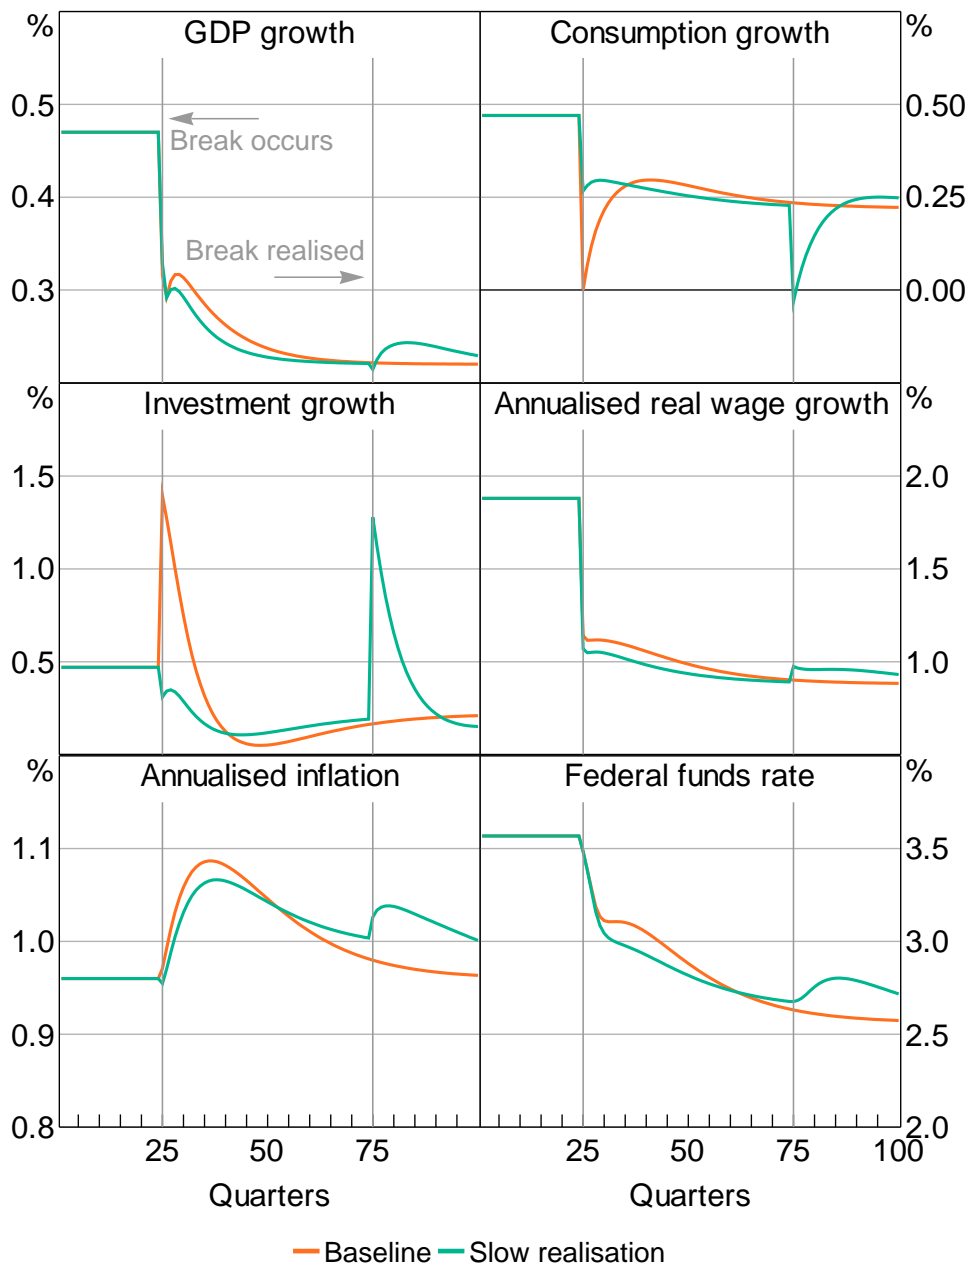 %
GDP growth
Consumption growth
%
0.5
0.50
Break occurs
0.4
0.25
Break realised
0.3
0.00
%
Investment growth
Annualised real wage growth
%
1.5
2.0
1.0
1.5
0.5
1.0
%
Annualised inflation
Federal funds rate
%
1.1
3.5
1.0
3.0
0.9
2.5
0.8
2.0
25
50
75
25
50
75
100
Quarters
Quarters
Baseline
Slow realisation